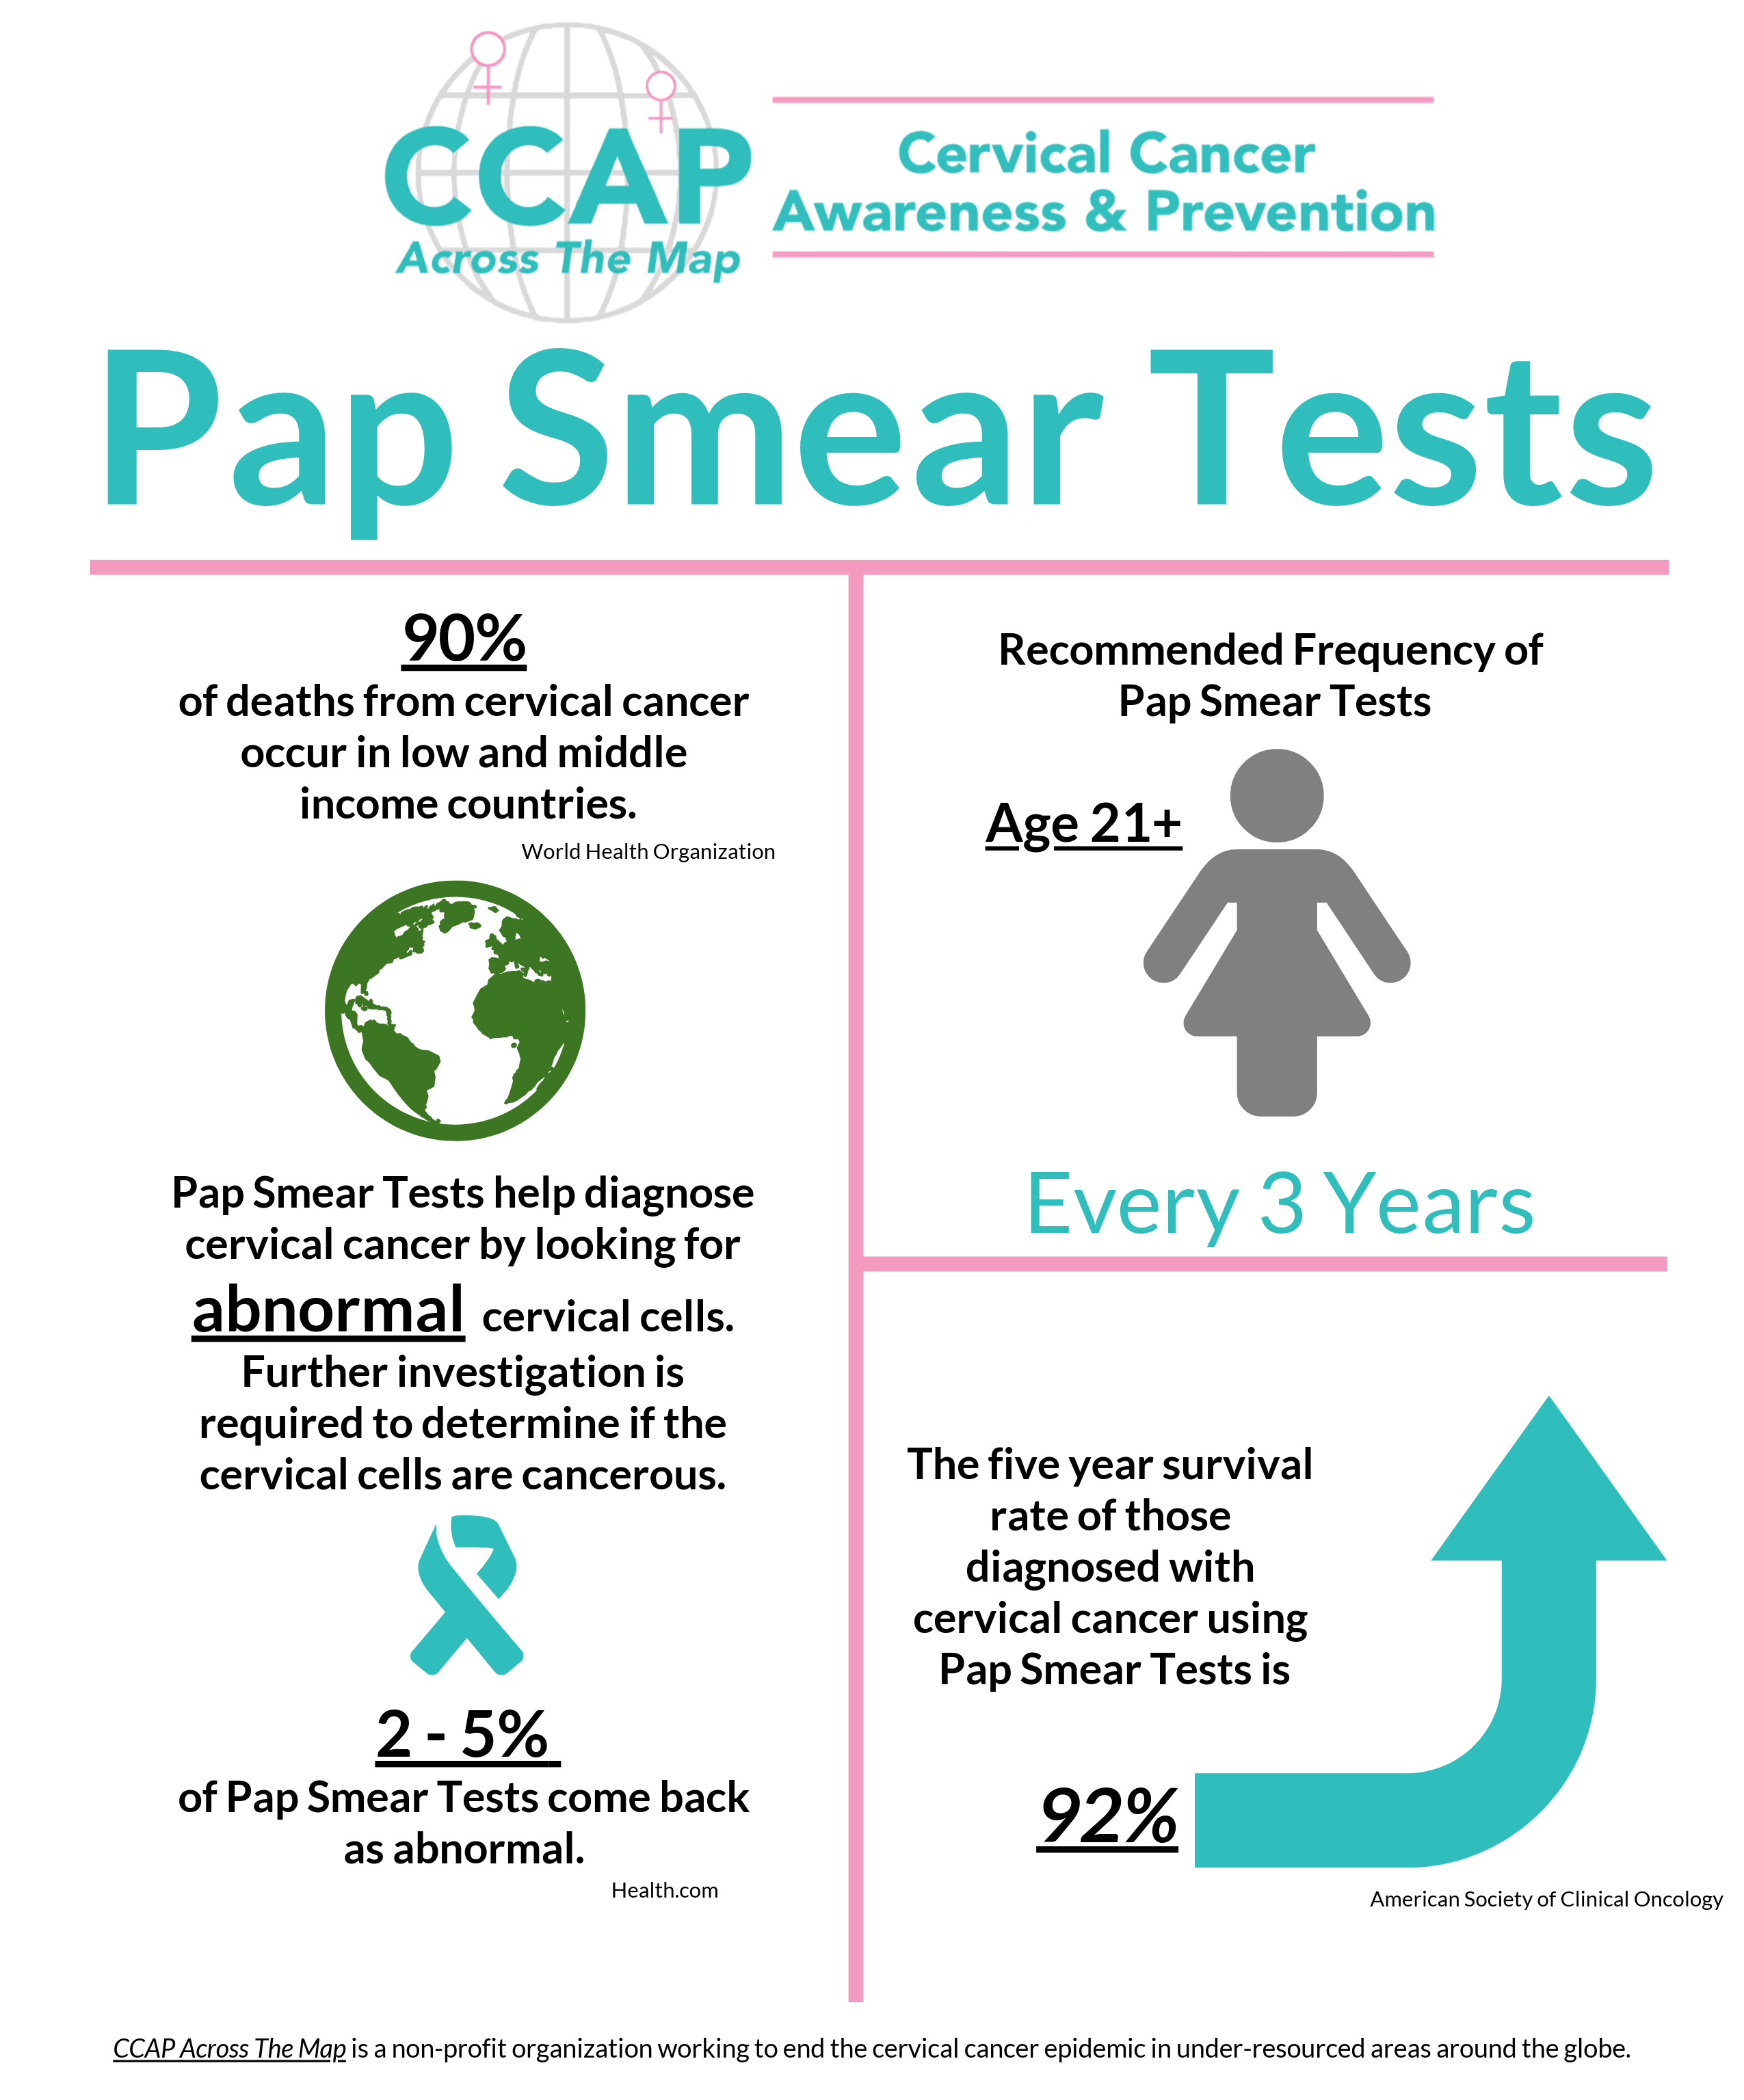 CCAP
Across The Map
Cervical Cancer
Awareness & Prevention
Pap Smear Tests
90%
of deaths from cervical cancer
occur in low and middle
income countries.
World Health Organization
Pap Smear Tests help diagnose
cervical cancer by looking for
abnormal cervical cells.
Further investigation is
required to determine if the
cervical cells are cancerous.
2 - 5%
of Pap Smear Tests come back
as abnormal.
Health.com
Recommended Frequency of
Pap Smear Tests
Age 21+
Every 3 Years
The five year survival
rate of those
diagnosed with
cervical cancer using
Pap Smear Tests is
92%
American Society of Clinical Oncology
CCAP Across The Map is a non-profit organization working to end the cervical cancer epidemic in under-resourced areas around the globe.